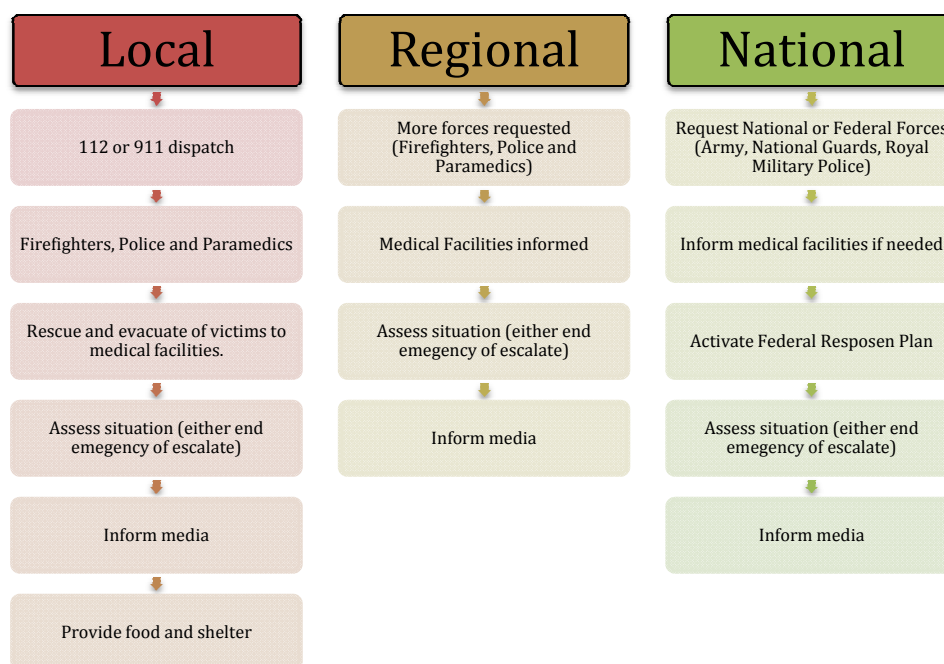 Local
112 or 911 dispatch
Firefighters, Police and Paramedics
Rescue and evacuate of victims to
medical facilities.
Assess situation (either end
emegency of escalate)
Inform media
Provide food and shelter
Regional
More forces requested
(Firefighters, Police and
Paramedics)
Medical Facilities informed
Assess situation (either end
emegency of escalate)
Inform media
National
Request National or Federal Forces
(Army, National Guards, Royal
Military Police)
Inform medical facilities if needed
Activate Federal Resposen Plan
Assess situation (either end
emegency of escalate)
Inform media